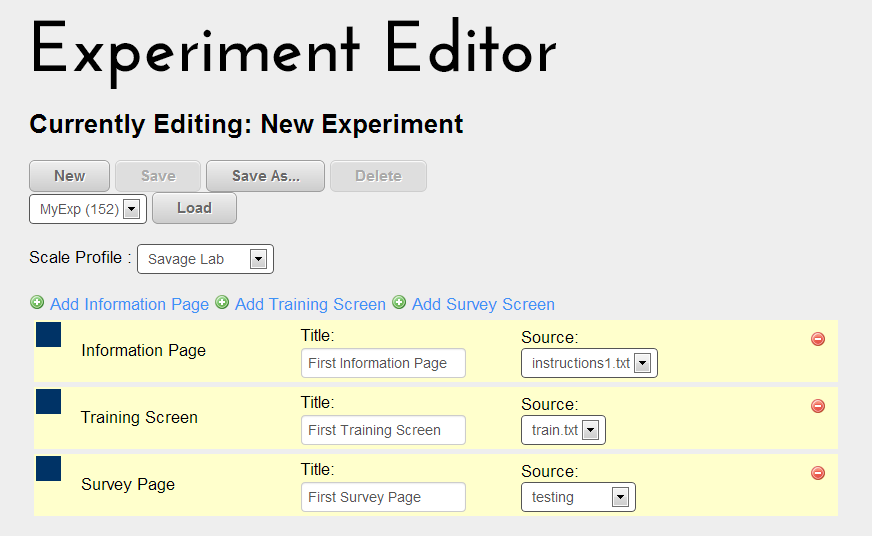 Experiment Editor
Currently Editing: New Experiment
New Save Save As... Delete
MyExp (152) Load
Scale Profile : Savage Lab
Add Information Page Add Training Screen Add Survey Screen
Information Page Title: First Information Page Source: instructions1.txt
Training Screen Title: First Training Screen Source: train.txt
Survey Page Title: First Survey Page Source: testing